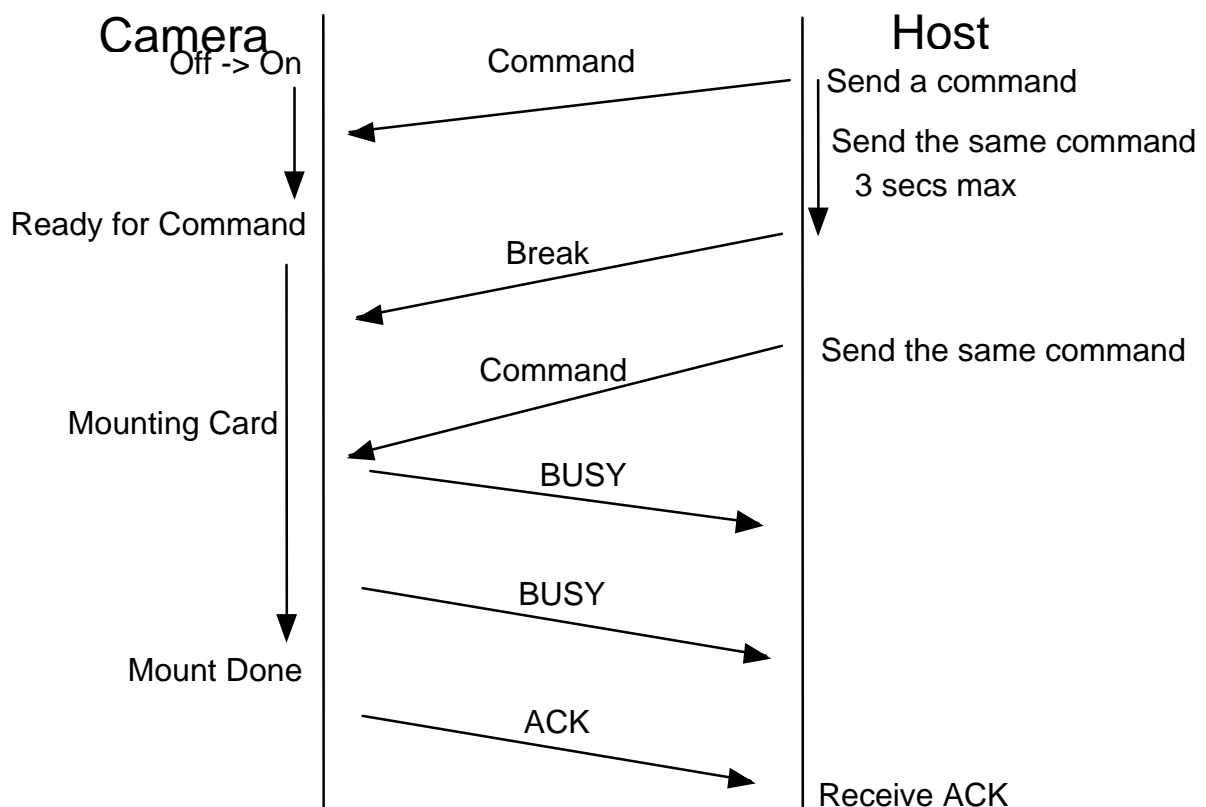 Camera
Host
Off -> On
Command
Send a command
Send the same command
3 secs max
Ready for Command
Break
Send the same command
Command
Mounting Card
BUSY
BUSY
Mount Done
ACK
Receive ACK